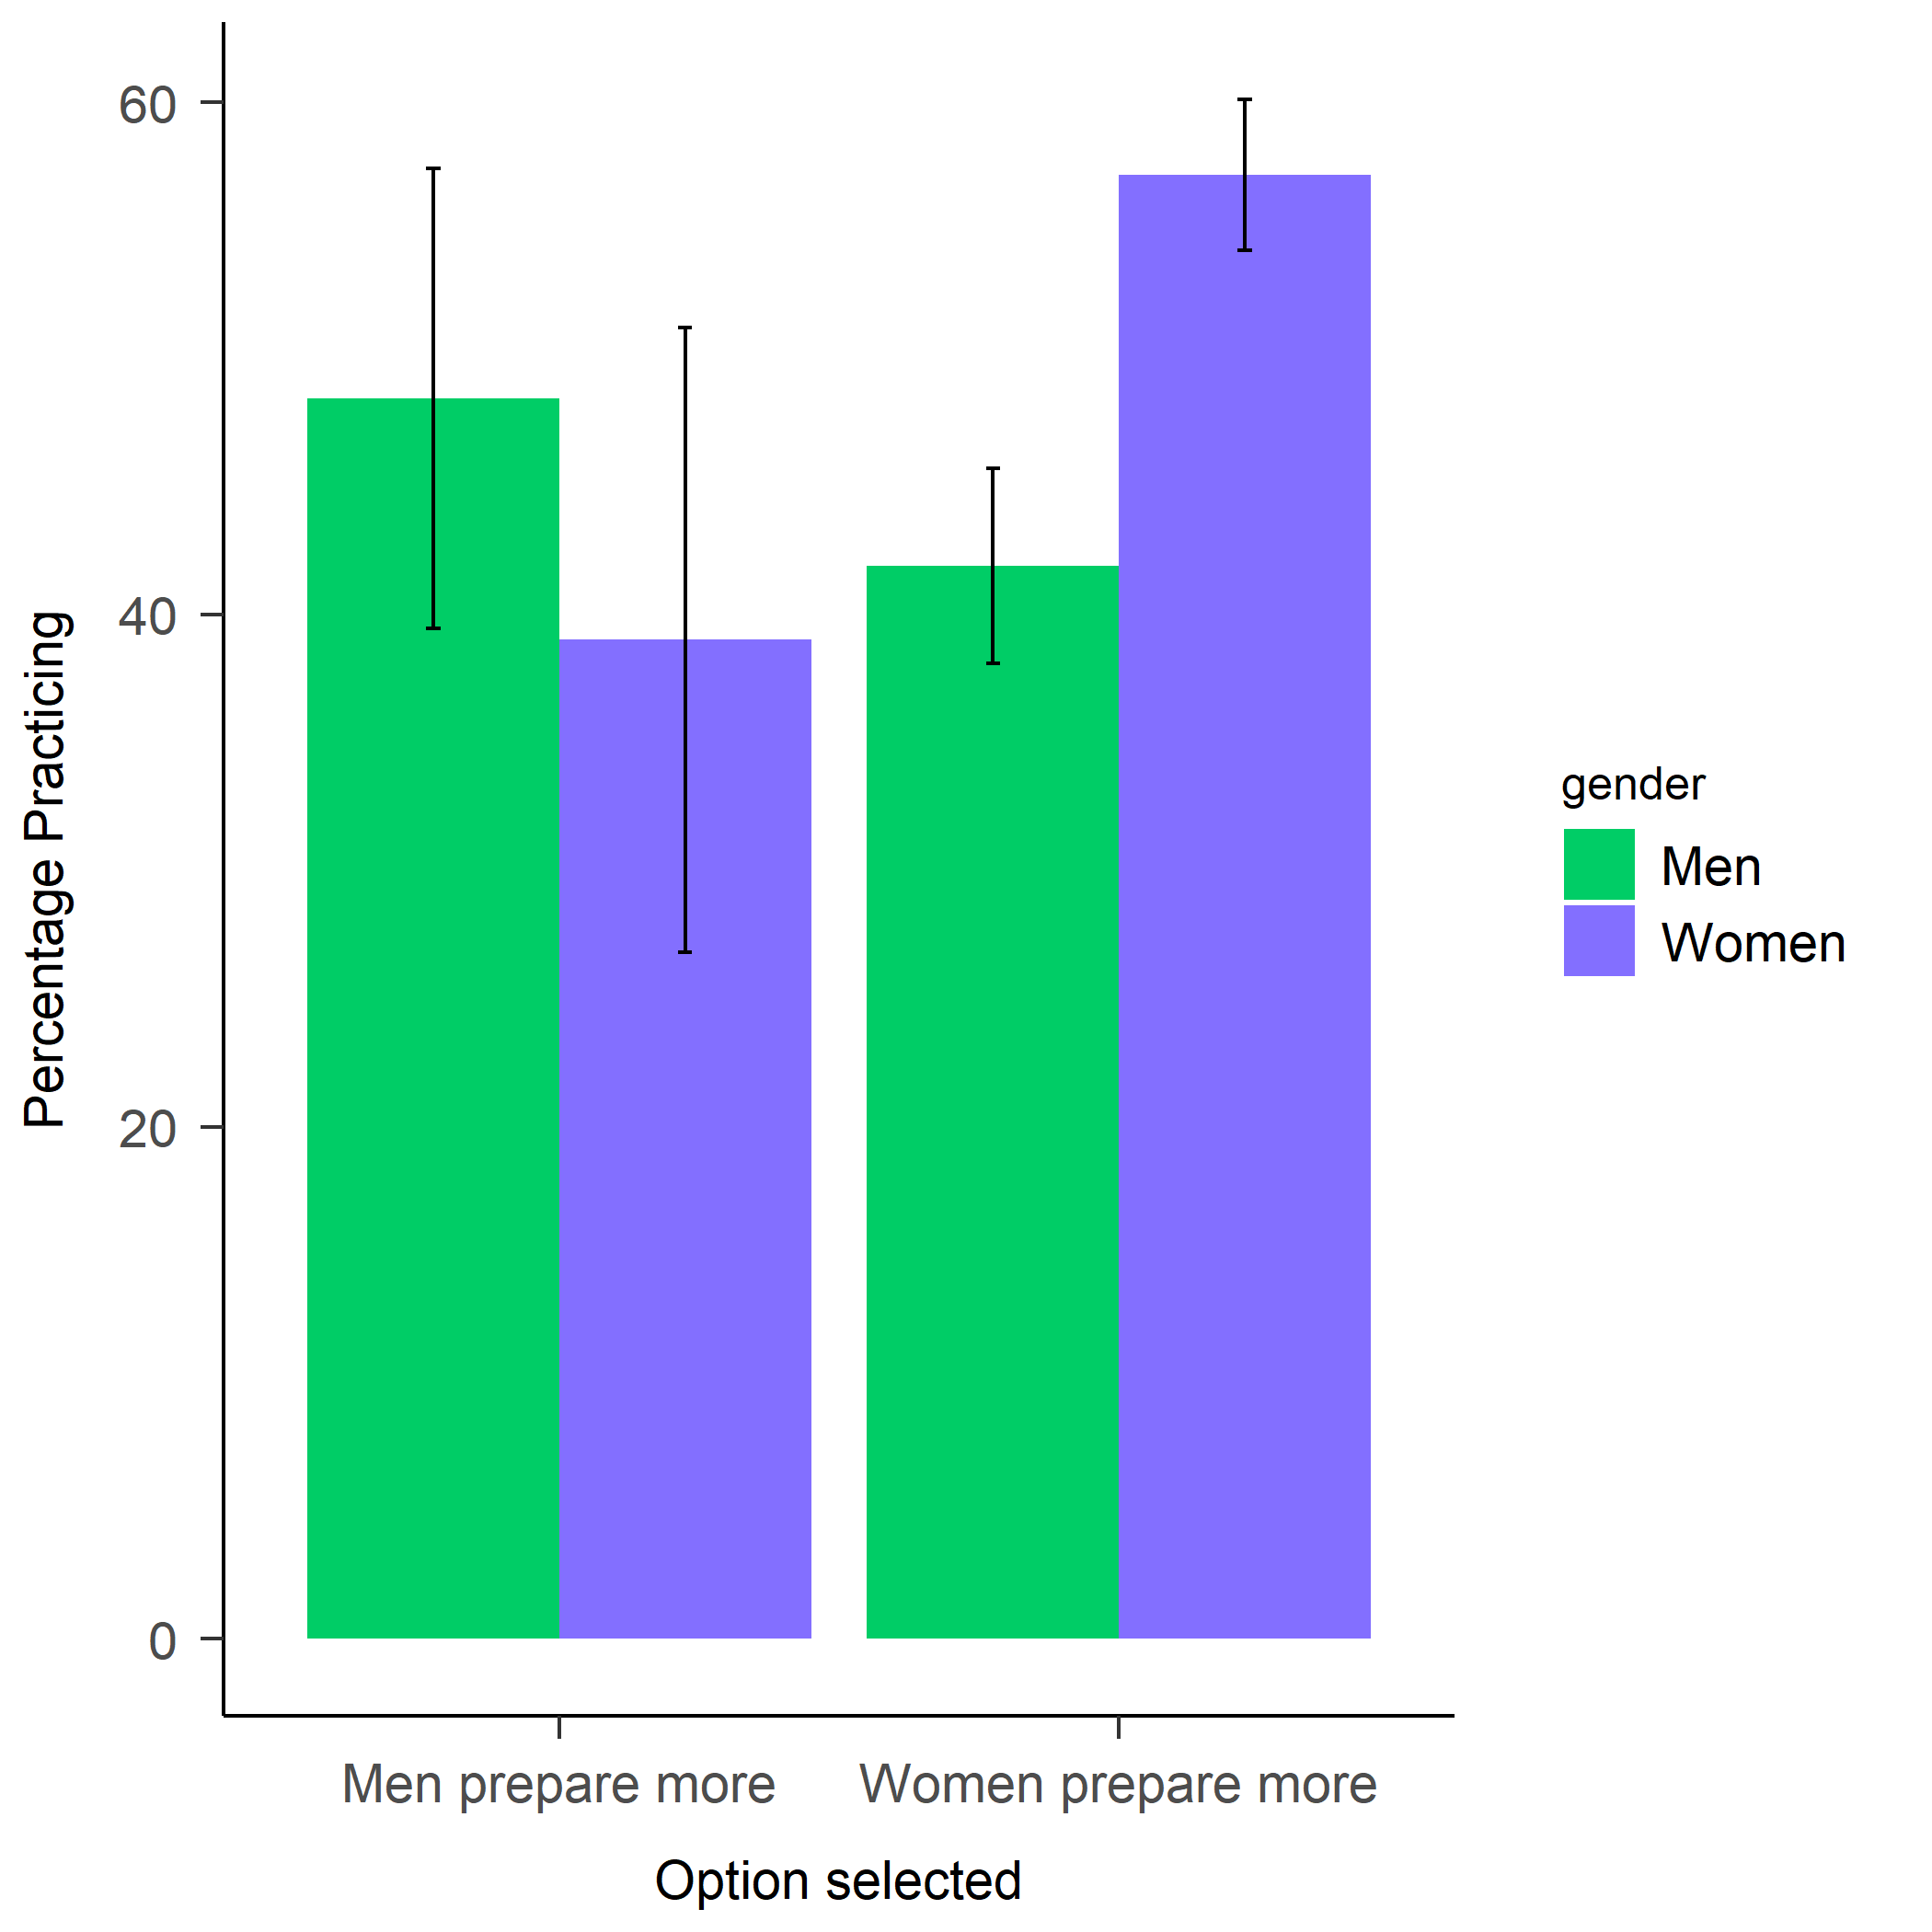 Percentage Practicing
60
40
20
0
Men prepare more
Women prepare more
Option selected
gender
Men
Women